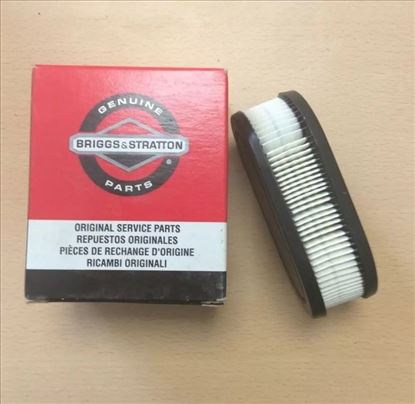 GENUINE
BRIGGS&STRATTON
®
PARTS
ORIGINAL SERVICE PARTS
REPUESTOS ORIGINALES
PIÈCES DE RECHANGE D'ORIGINE
RICAMBI ORIGINALI